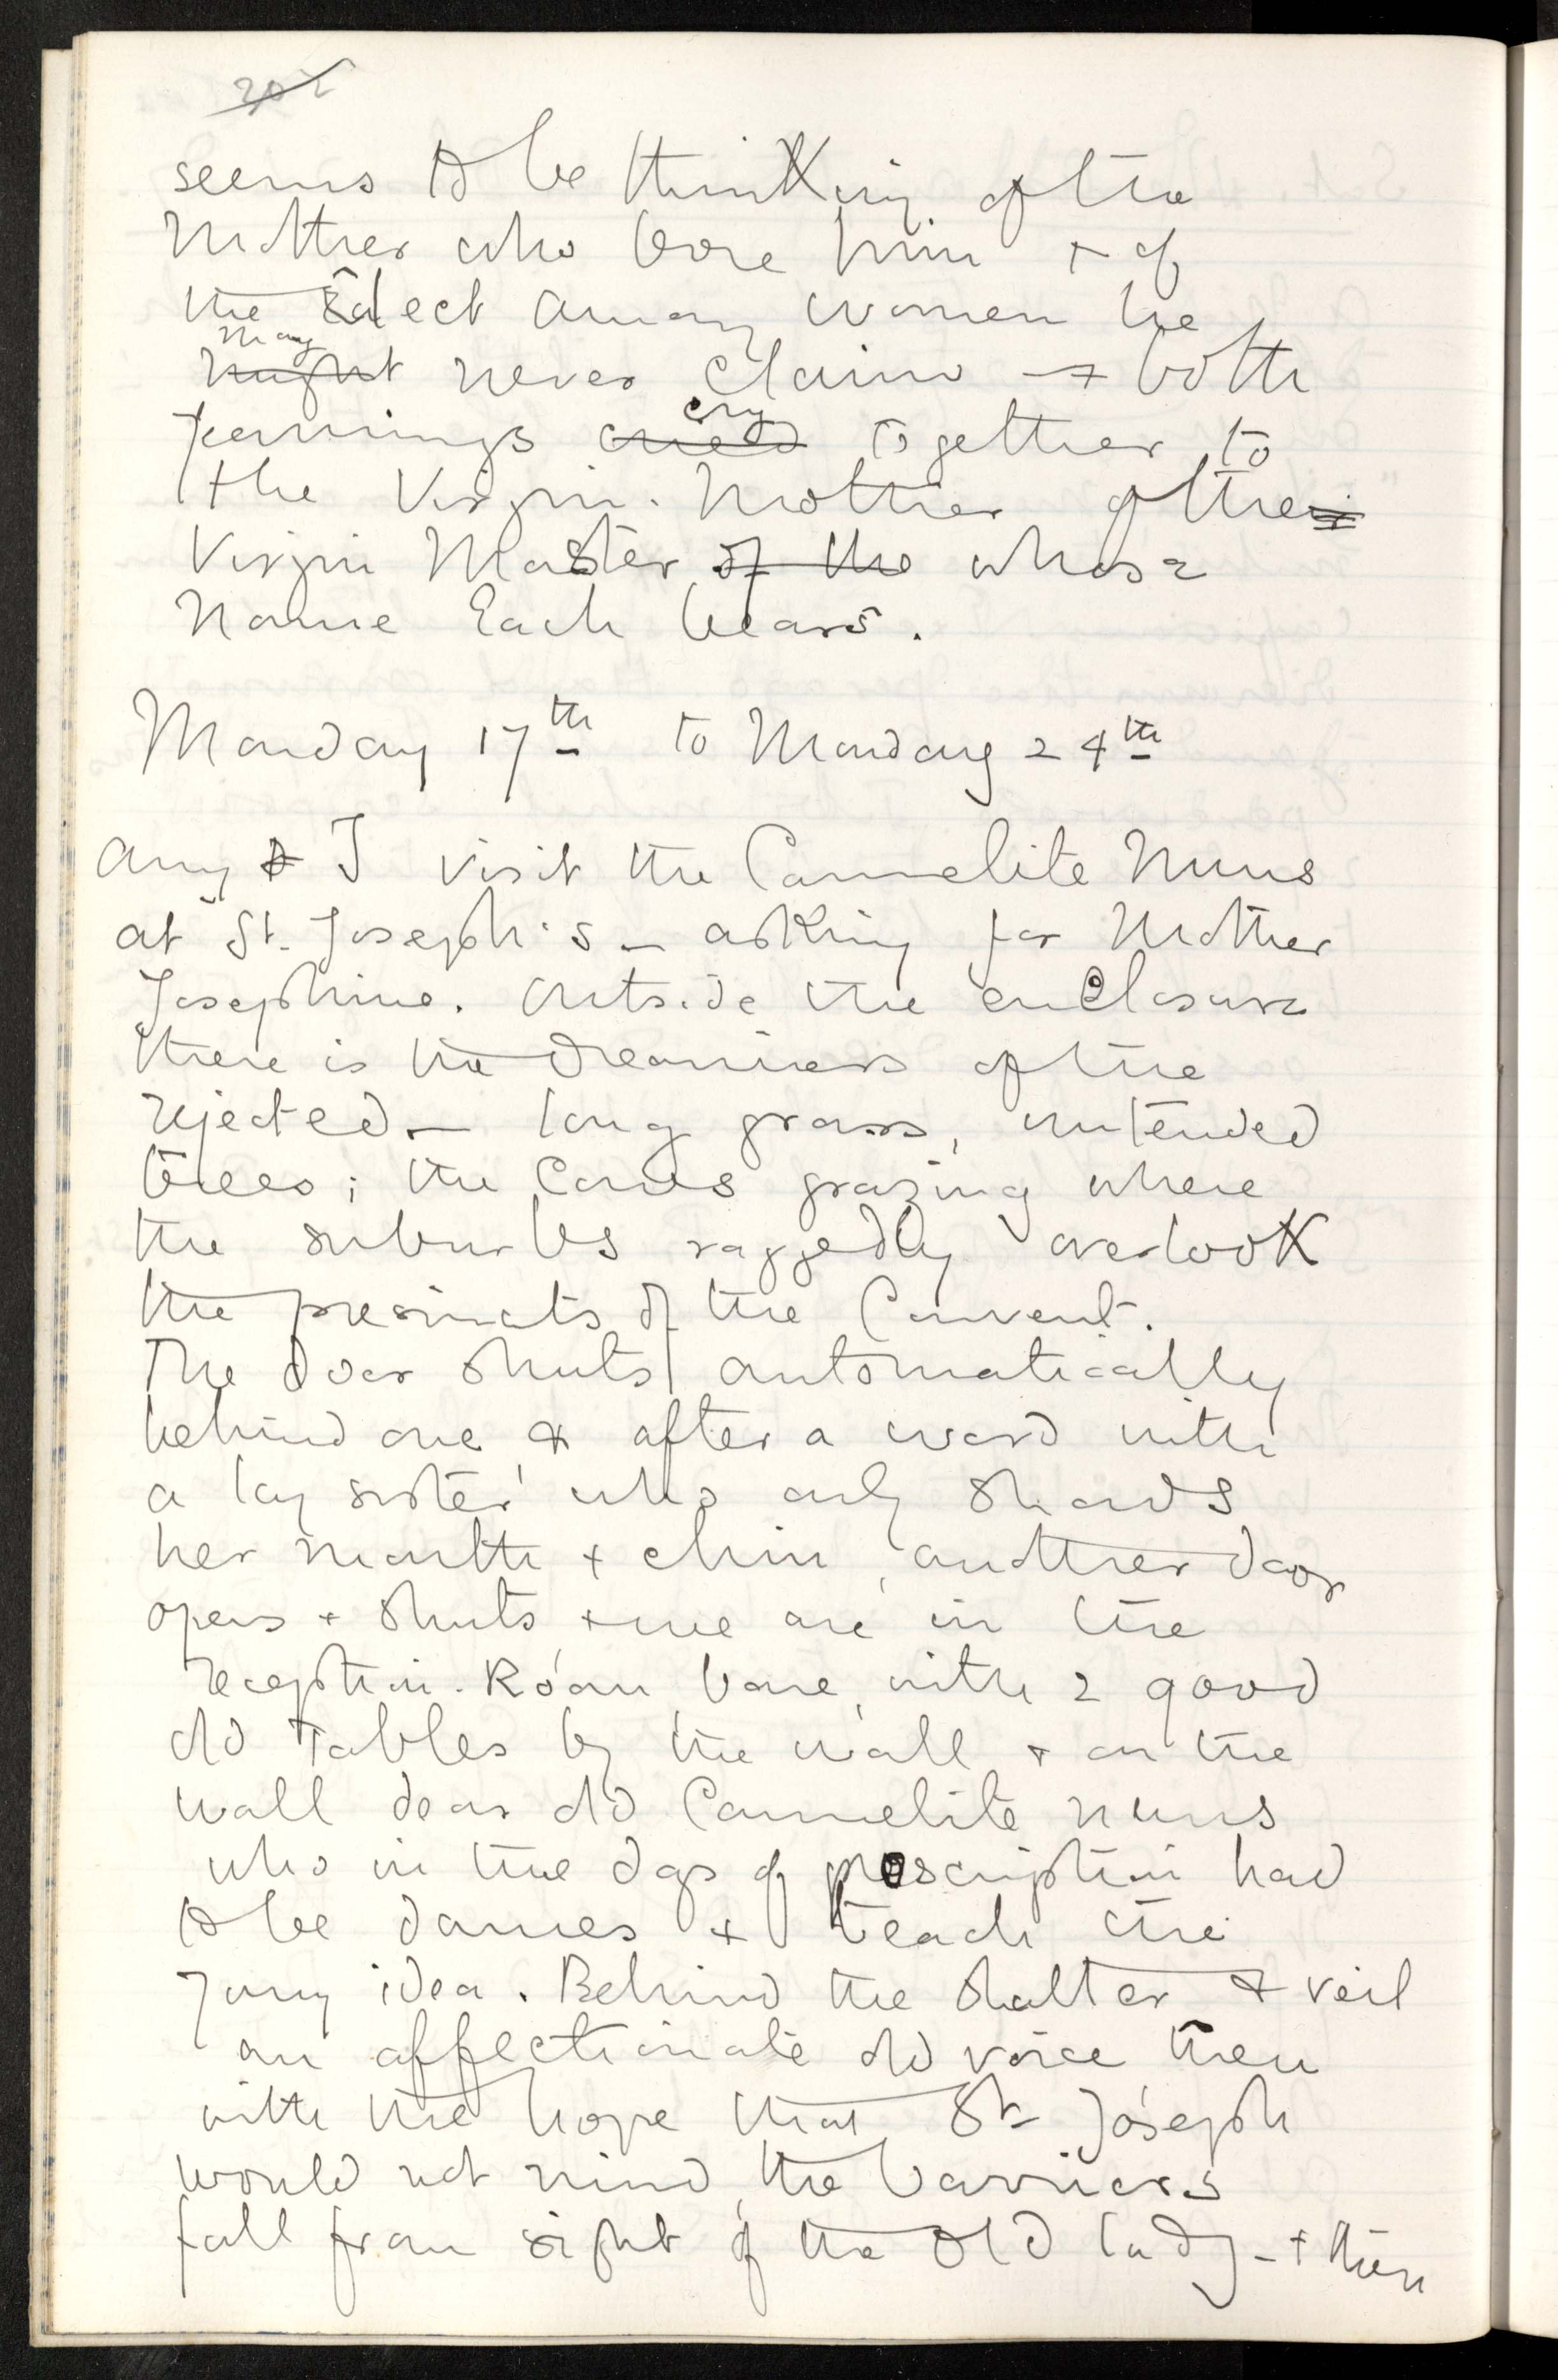 seems to be thinking of the
Mother who bore him + of
the Elect among women he
may
might never claim — + both
yearnings cry cried together to
the Virgin-Mother of the
Virgin Master of the whose
Name Each bears.
Monday 17th to Monday 24th
Amy & I visit the Carmelite Nuns
at St. Joseph's — asking for Mother
Josephine. Outside the enclosure
there is the dreariness of the
rejected — long grass, untended
trees; the Cows grazing where
the suburbs raggedly overlook
the precincts of the Convent.
The door shuts automatically
behind one & after a word with
a lay sister who only shows
her mouth + chin, another door
opens + shuts + we are in the
reception-Room bare, with 2 good
old Tables by the wall + on the
wall dear old Carmelite nuns
who in the days of proscription had
to be dames + teach the
young idea. Behind the shutter & veil
an affectionate old voice then
with the hope that St Joseph
would not mind, the barriers
fall from sight of the old lady — + then